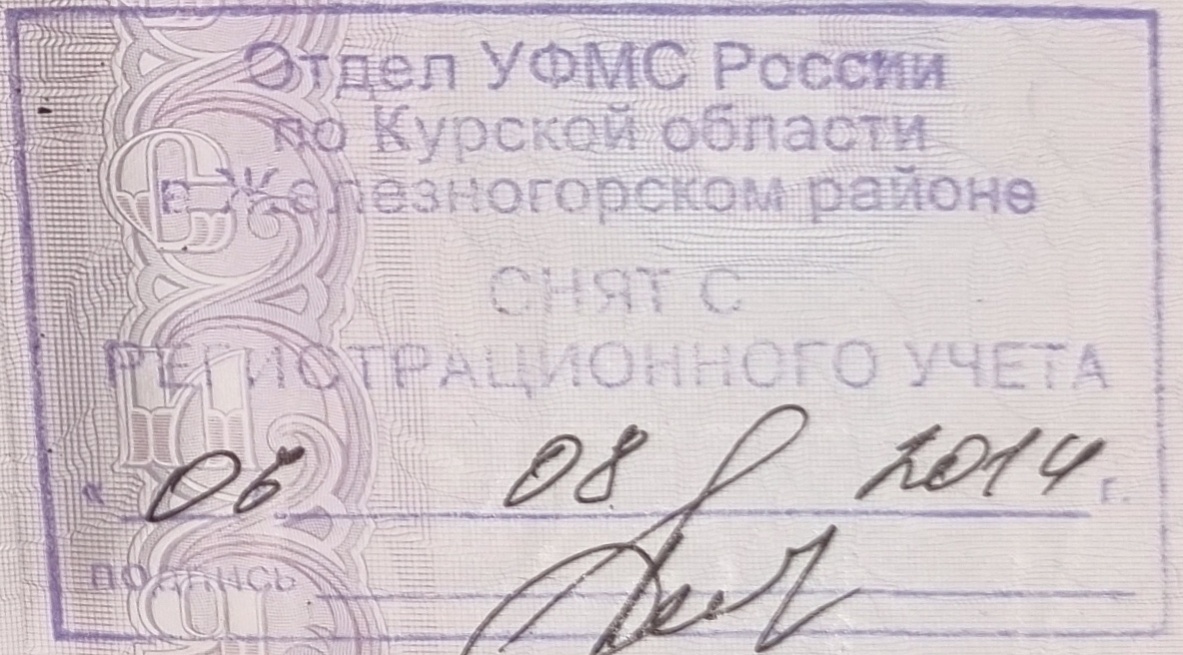 Отдел УФМС России
по Курской области
в Железногорском районе
СНЯТ С
РЕГИСТРАЦИОННОГО УЧЕТА
« 06 08 2014 г.
подпись